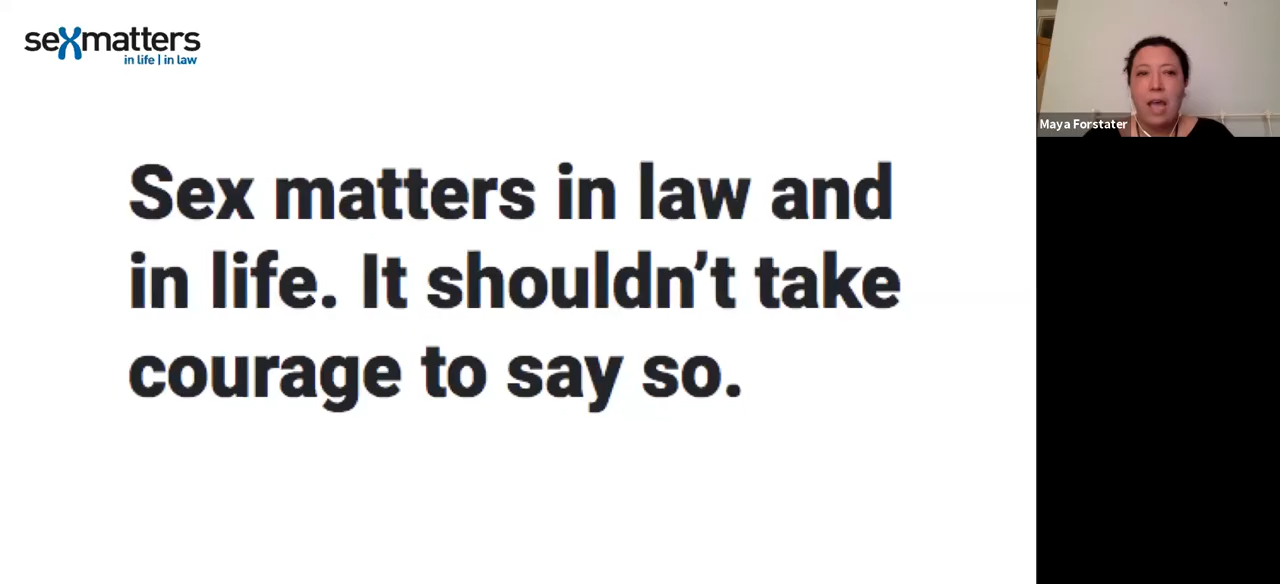 sexmatters
in life | in law
Sex matters in law and
in life. It shouldn’t take
courage to say so.
Maya Forstater